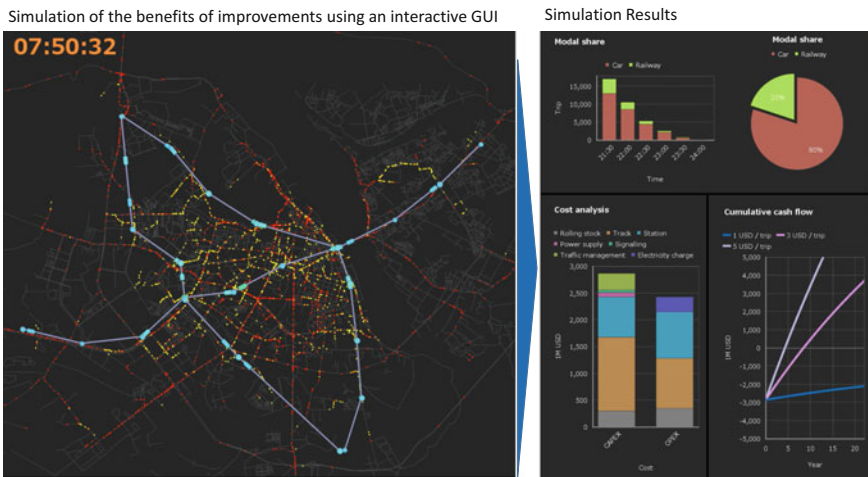 Simulation of the benefits of improvements using an interactive GUI
07:50:32
Simulation Results
Modal share
Car Railway
15,000
10,000
5,000
0
Trip
21:30 22:00 22:30 23:00 23:30 24:00
Time
Modal share
Car Railway
80%
Cost analysis
Rolling stock Track Station
Power supply Signalling
Traffic management Electricity charge
3,000
2,500
2,000
1,500
1,000
500
0
1M USD
CAPEX OPEX
Cost
Cumulative cash flow
1 USD / trip 3 USD / trip
5 USD / trip
5,000
4,000
3,000
2,000
1,000
0
-1,000
-2,000
-3,000
-4,000
-5,000
1M USD
0 5 10 15 20
Year